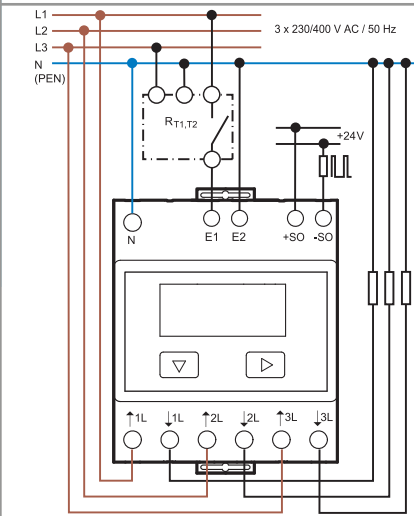 L1
L2 3 x 230/400 V AC / 50 Hz
L3
N
(PEN)
RT1,T2
+24V
N E1 E2 +SO -SO
↑1L ↓1L ↑2L ↓2L ↑3L ↓3L